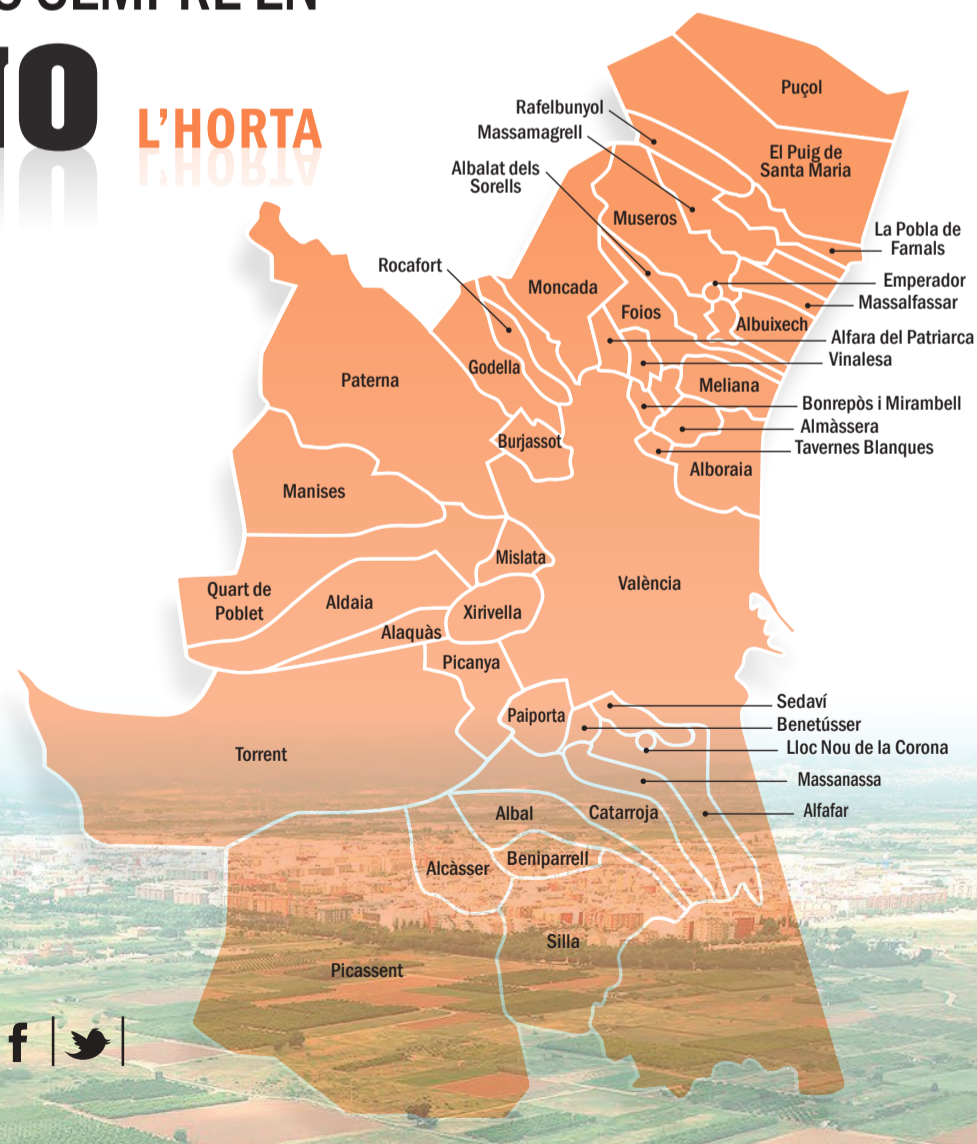 SEMPRE EN
L'HORTA
Puçol
Rafelbunyol
Massamagrell
El Puig de
Santa Maria
Albalat dels
Sorells
Museros
La Pobla de
Farnals
Rocafort
Moncada
Emperador
Massalfassar
Foios
Albuixech
Alfara del Patriarca
Vinalesa
Godella
Paterna
Meliana
Bonrepòs i Mirambell
Almàssera
Burjassot
Tavernes Blanques
Alboraia
Manises
Mislata
València
Quart de
Poblet
Aldaia
Xirivella
Alaquàs
Picanya
Sedaví
Paiporta
Benetússer
Lloc Nou de la Corona
Torrent
Massanassa
Albal
Catarroja
Alfafar
Beniparrell
Alcàsser
Silla
Picassent
f